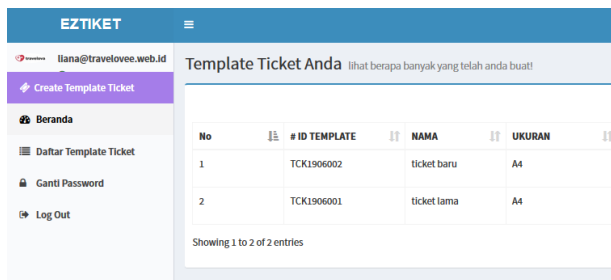 EZTIKET
liana@travelovee.web.id
Template Ticket Anda lihat berapa banyak yang telah anda buat!
Create Template Ticket
Beranda
Daftar Template Ticket
Ganti Password
Log Out
No # ID TEMPLATE NAMA UKURAN
1 TCK1906002 ticket baru A4
2 TCK1906001 ticket lama A4
Showing 1 to 2 of 2 entries